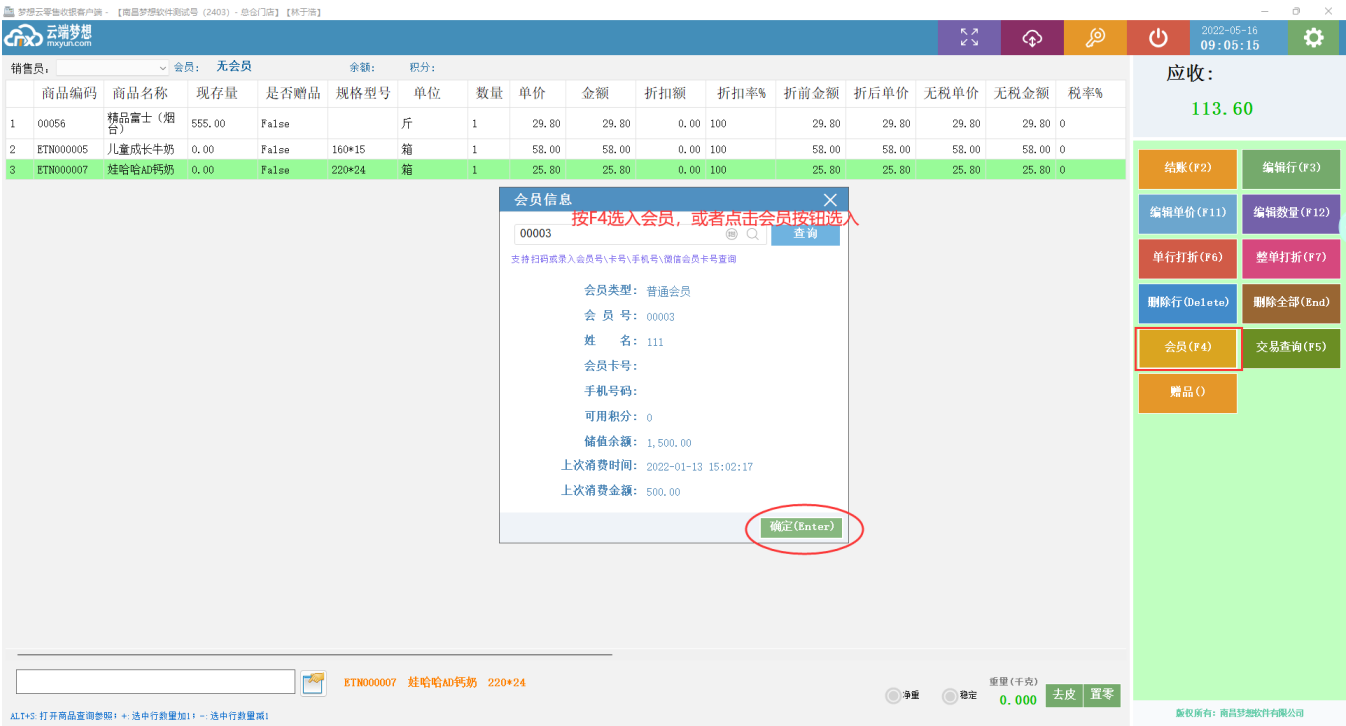 梦想云零售收银客户端 - 【南昌梦想软件测试号（2403）- 总仓门店】【林于浩】
云端梦想
mxyun.com
2022-05-16
09:05:15
销售员: 会员: 无会员 余额: 积分:
应收:
113.60
商品编码 商品名称 现存量 是否赠品 规格型号 单位 数量 单价 金额 折扣额 折扣率% 折前金额 折后单价 无税单价 无税金额 税率%
1 00056 精品富士（烟台） 555.00 False 斤 1 29.80 29.80 0.00 100 29.80 29.80 29.80 29.80 0
2 ETN000005 儿童成长牛奶 0.00 False 160*15 箱 1 58.00 58.00 0.00 100 58.00 58.00 58.00 58.00 0
3 ETN000007 娃哈哈AD钙奶 0.00 False 220*24 箱 1 25.80 25.80 0.00 100 25.80 25.80 25.80 25.80 0
会员信息
按F4选入会员，或者点击会员按钮选入
00003 查询
支持扫码或录入会员号\卡号\手机号\微信会员卡号查询
会员类型: 普通会员
会 员 号: 00003
姓 名: 111
会员卡号:
手机号码:
可用积分: 0
储值余额: 1,500.00
上次消费时间: 2022-01-13 15:02:17
上次消费金额: 500.00
确定(Enter)
结账(F2) 编辑行(F3)
编辑单价(F11) 编辑数量(F12)
单行打折(F6) 整单打折(F7)
删除行(Delete) 删除全部(End)
会员(F4) 交易查询(F5)
赠品()
ETN000007 娃哈哈AD钙奶 220*24
净重 稳定
重量(千克)
0.000
去皮 置零
ALT+S: 打开商品查询参照; +: 选中行数量加1; -: 选中行数量减1
版权所有: 南昌梦想软件有限公司